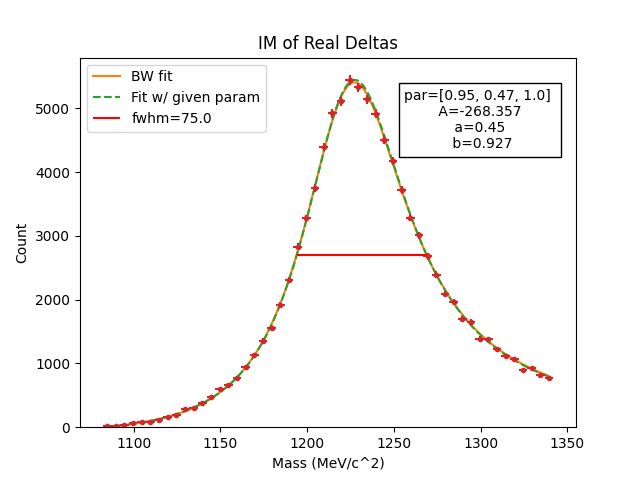 IM of Real Deltas
BW fit
Fit w/ given param
fwhm=75.0
par=[0.95, 0.47, 1.0]
A=-268.357
a=0.45
b=0.927
Count
5000
4000
3000
2000
1000
0
1100 1150 1200 1250 1300 1350
Mass (MeV/c^2)